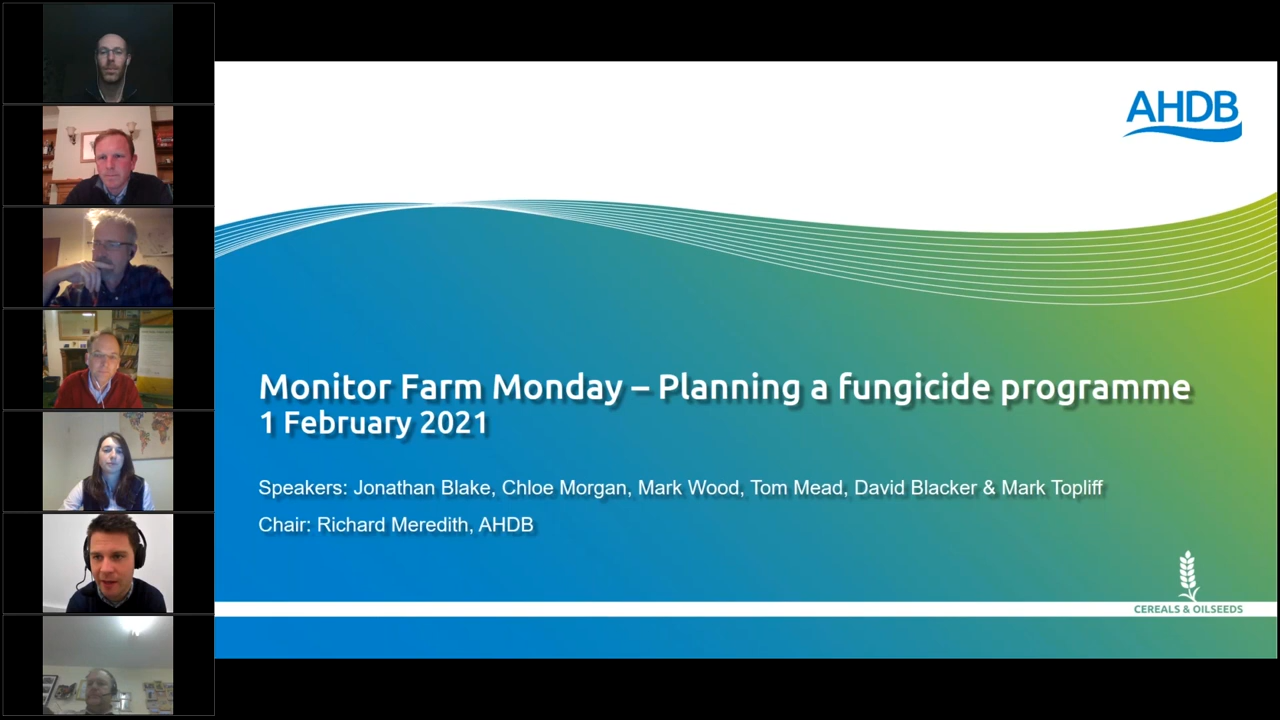 AHDB
Monitor Farm Monday – Planning a fungicide programme
1 February 2021
Speakers: Jonathan Blake, Chloe Morgan, Mark Wood, Tom Mead, David Blacker & Mark Topliff
Chair: Richard Meredith, AHDB
CEREALS & OILSEEDS